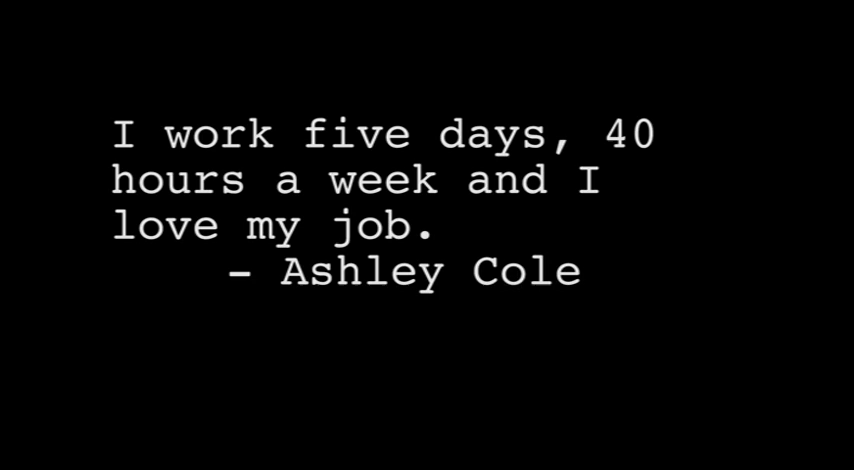 I work five days, 40
hours a week and I
love my job.
- Ashley Cole